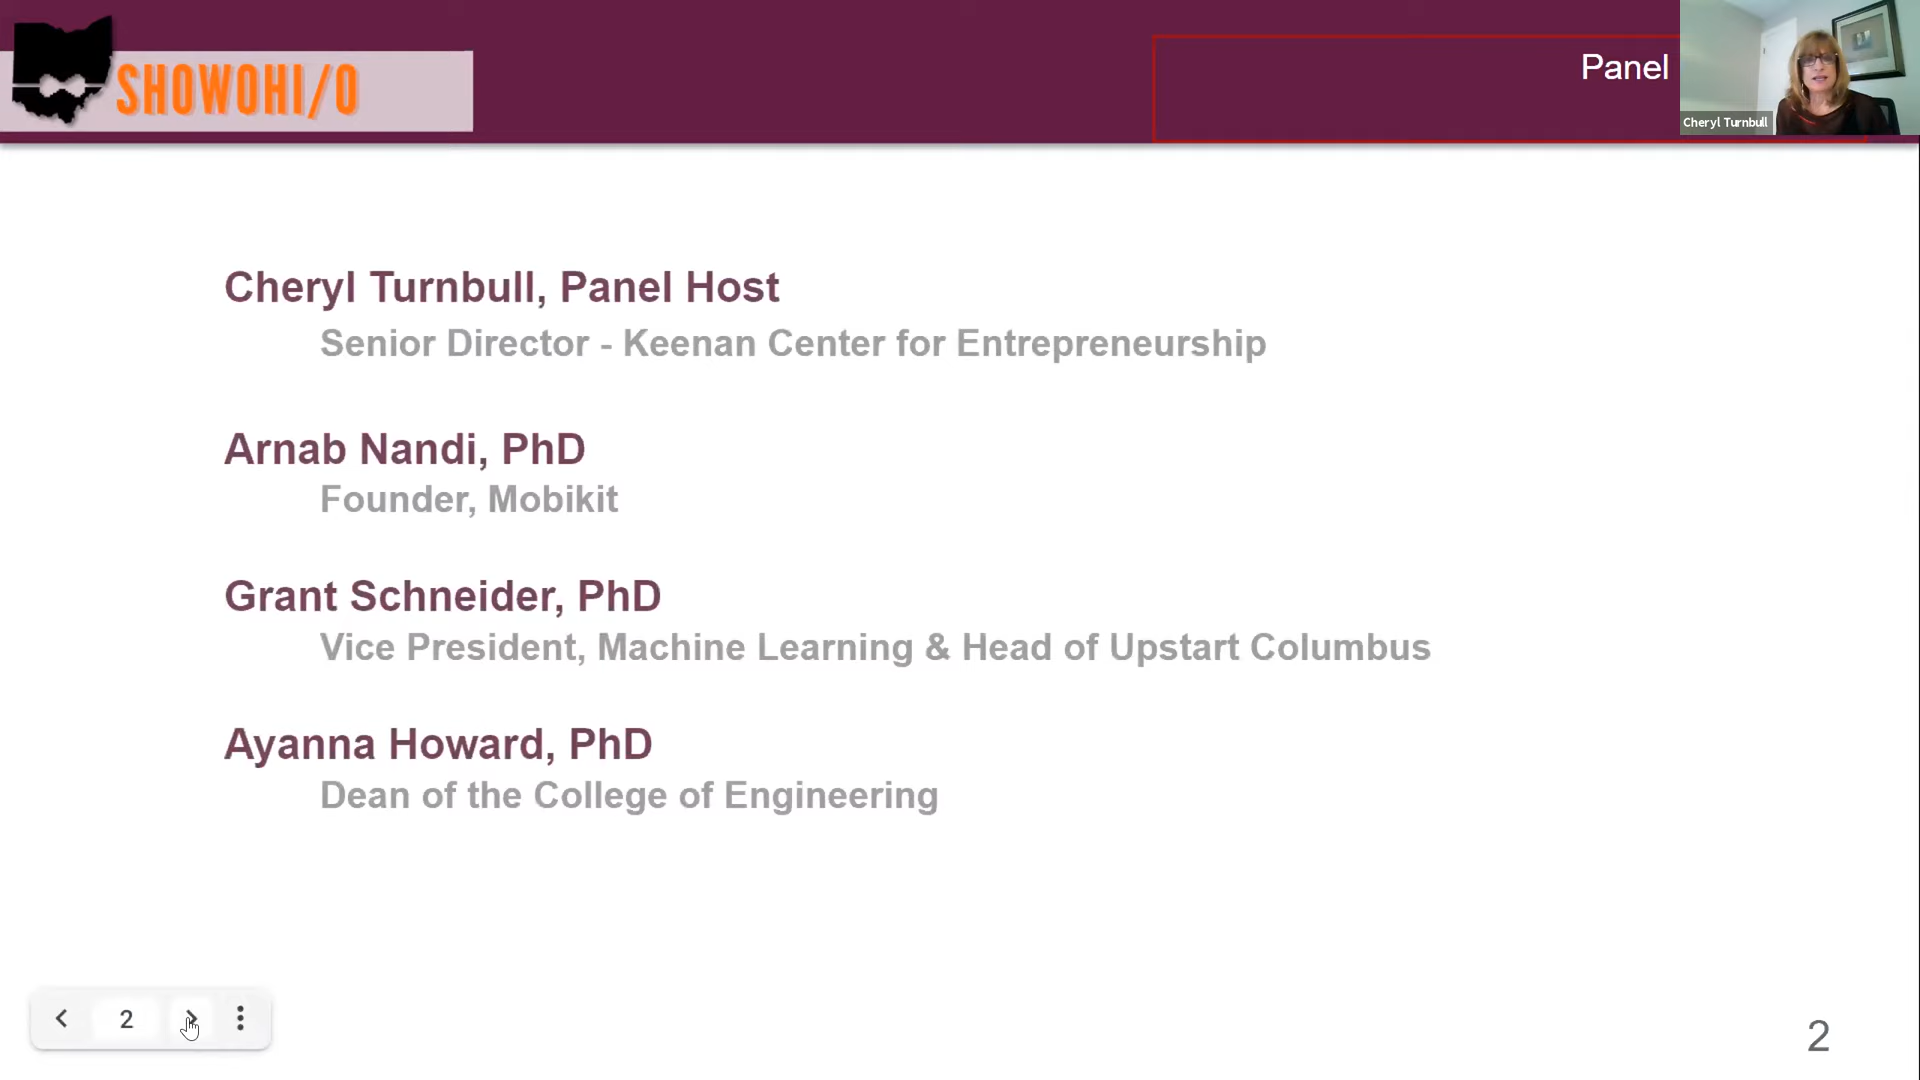 SHOWOHI/O
Panel
Cheryl Turnbull
Cheryl Turnbull, Panel Host
Senior Director - Keenan Center for Entrepreneurship
Arnab Nandi, PhD
Founder, Mobikit
Grant Schneider, PhD
Vice President, Machine Learning & Head of Upstart Columbus
Ayanna Howard, PhD
Dean of the College of Engineering
2
2